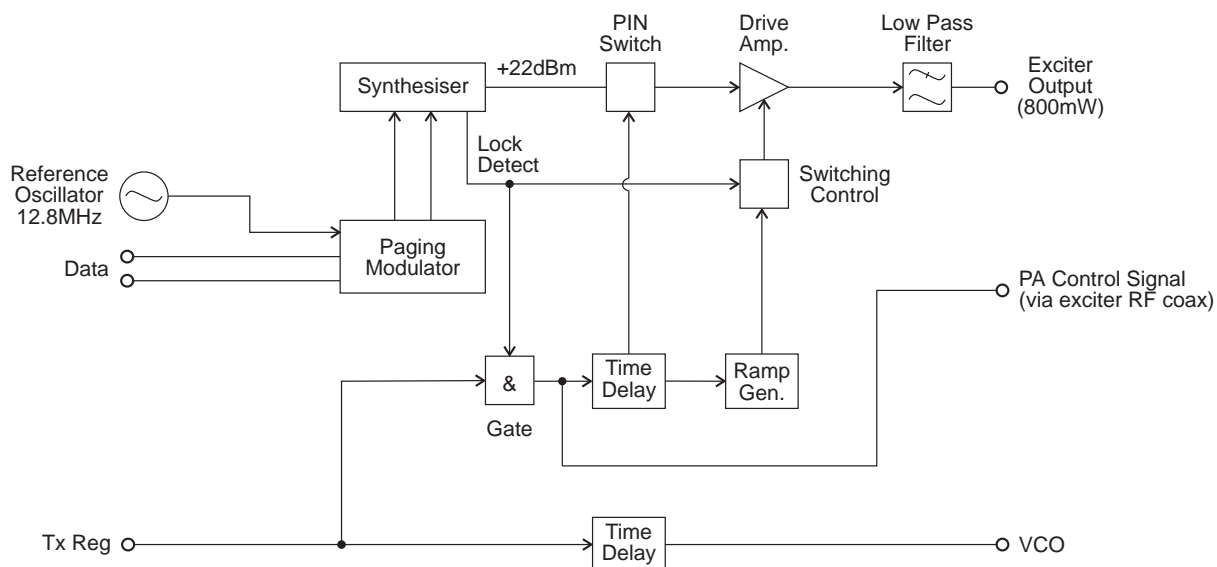 PIN
Switch
Drive
Amp.
Low Pass
Filter
+22dBm
Synthesiser
Exciter
Output
(800mW)
Lock
Detect
Reference
Oscillator
12.8MHz
Switching
Control
Paging
Modulator
Data
PA Control Signal
(via exciter RF coax)
&
Gate
Time
Delay
Ramp
Gen.
Tx Reg
Time
Delay
VCO